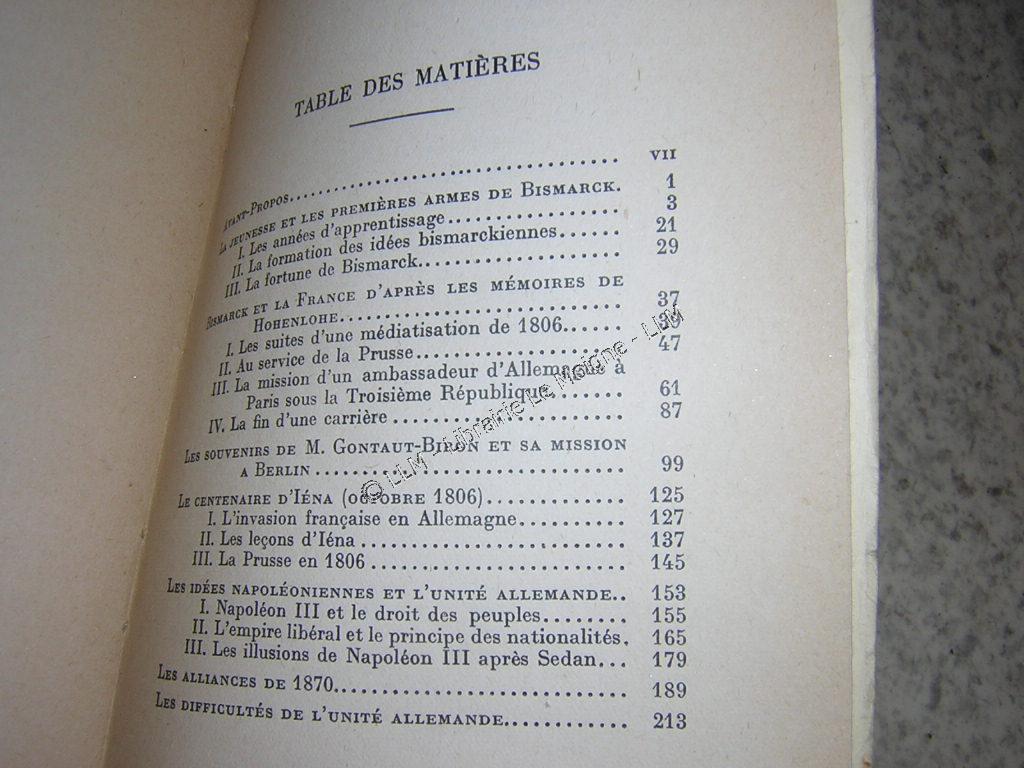 TABLE DES MATIÈRES
AVANT-PROPOS........................................ VII
LA JEUNESSE ET LES PREMIÈRES ARMES DE BISMARCK. 1
I. Les années d'apprentissage.................. 3
II. La formation des idées bismarckiennes...... 21
III. La fortune de Bismarck.................... 29
BISMARCK ET LA FRANCE D'APRÈS LES MÉMOIRES DE
HOHENLOHE........................... 37
I. Les suites d'une médiatisation de 1806...... 39
II. Au service de la Prusse.................... 47
III. La mission d'un ambassadeur d'Allemagne à
Paris sous la Troisième République....... 61
IV. La fin d'une carrière...................... 87
LES SOUVENIRS DE M. GONTAUT-BIRON ET SA MISSION
A BERLIN............................... 99
LE CENTENAIRE D'IÉNA (OCTOBRE 1806)............. 125
I. L'invasion française en Allemagne.......... 127
II. Les leçons d'Iéna......................... 137
III. La Prusse en 1806........................ 145
LES IDÉES NAPOLÉONIENNES ET L'UNITÉ ALLEMANDE.. 153
I. Napoléon III et le droit des peuples........ 155
II. L'empire libéral et le principe des nationalités. 165
III. Les illusions de Napoléon III après Sedan... 179
LES ALLIANCES DE 1870........................... 189
LES DIFFICULTÉS DE L'UNITÉ ALLEMANDE............ 213
© LLM - Librairie Le Moigne - LLM